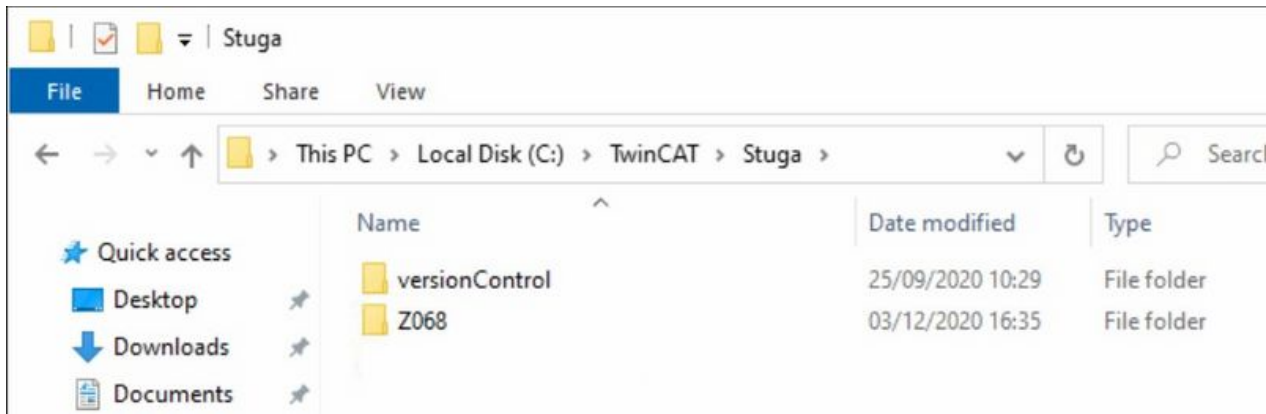 Stuga
File Home Share View
This PC > Local Disk (C:) > TwinCAT > Stuga >
Name Date modified Type
Quick access
versionControl 25/09/2020 10:29 File folder
Desktop
Z068 03/12/2020 16:35 File folder
Downloads
Documents